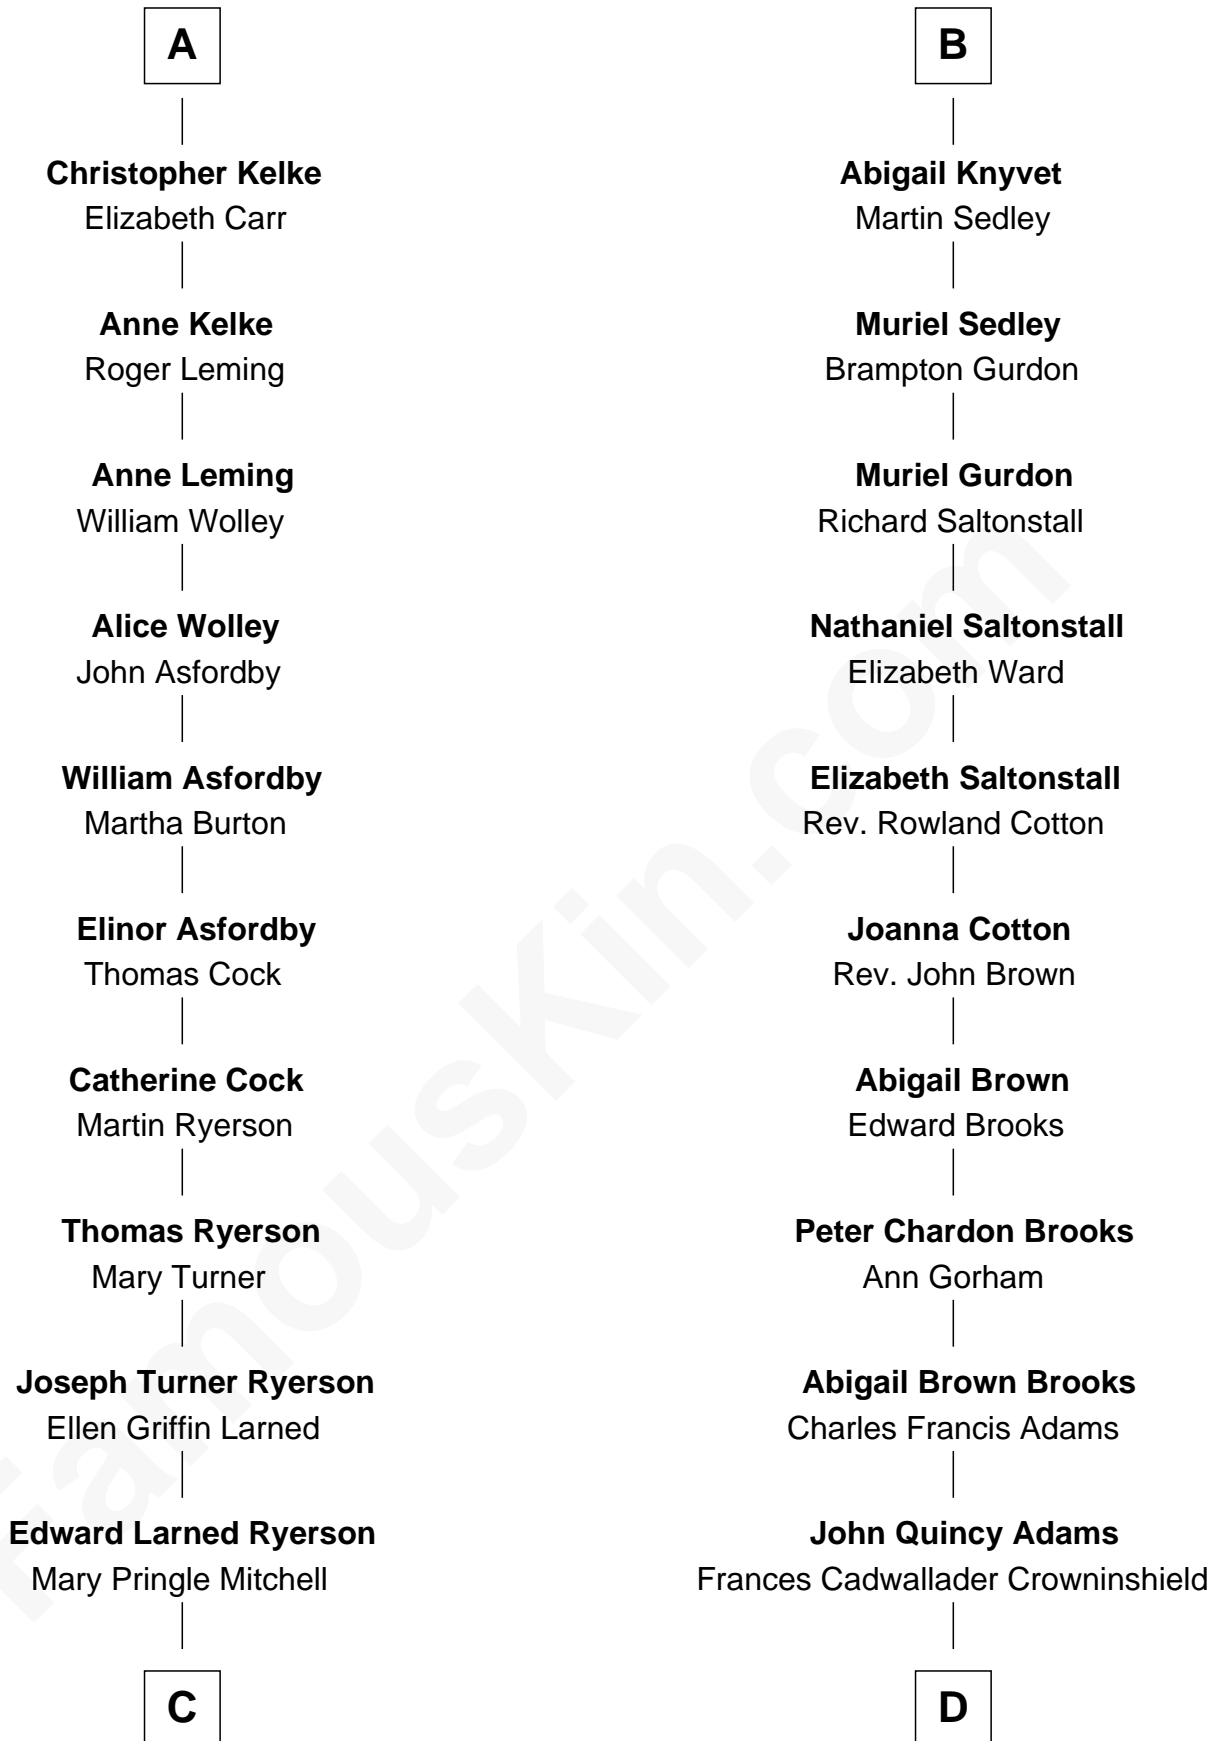 A
Christopher Kelke
Elizabeth Carr
Anne Kelke
Roger Leming
Anne Leming
William Wolley
Alice Wolley
John Asfordby
William Asfordby
Martha Burton
Elinor Asfordby
Thomas Cock
Catherine Cock
Martin Ryerson
Thomas Ryerson
Mary Turner
Joseph Turner Ryerson
Ellen Griffin Larned
Edward Larned Ryerson
Mary Pringle Mitchell
C
B
Abigail Knyvet
Martin Sedley
Muriel Sedley
Brampton Gurdon
Muriel Gurdon
Richard Saltonstall
Nathaniel Saltonstall
Elizabeth Ward
Elizabeth Saltonstall
Rev. Rowland Cotton
Joanna Cotton
Rev. John Brown
Abigail Brown
Edward Brooks
Peter Chardon Brooks
Ann Gorham
Abigail Brown Brooks
Charles Francis Adams
John Quincy Adams
Frances Cadwallader Crowninshield
D
FamousKin.com